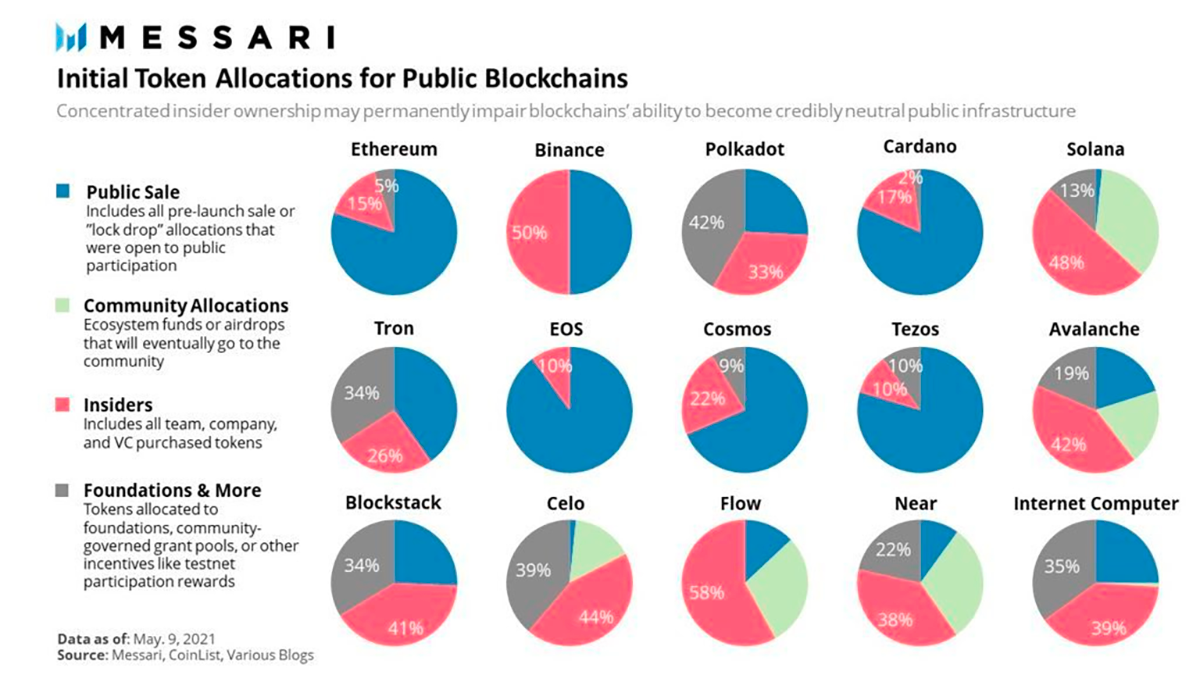 MESSARI
Initial Token Allocations for Public Blockchains
Concentrated insider ownership may permanently impair blockchains' ability to become credibly neutral public infrastructure
Public Sale
Includes all pre-launch sale or
"lock drop" allocations that
were open to public
participation
Community Allocations
Ecosystem funds or airdrops
that will eventually go to the
community
Insiders
Includes all team, company,
and VC purchased tokens
Foundations & More
Tokens allocated to
foundations, community-
governed grant pools, or other
incentives like testnet
participation rewards
Ethereum
5%
15%
Binance
50%
Polkadot
42%
33%
Cardano
2%
17%
Solana
13%
48%
Tron
34%
26%
EOS
10%
Cosmos
9%
22%
Tezos
10%
10%
Avalanche
19%
42%
Blockstack
34%
41%
Celo
39%
44%
Flow
58%
Near
22%
38%
Internet Computer
35%
39%
Data as of: May. 9, 2021
Source: Messari, CoinList, Various Blogs